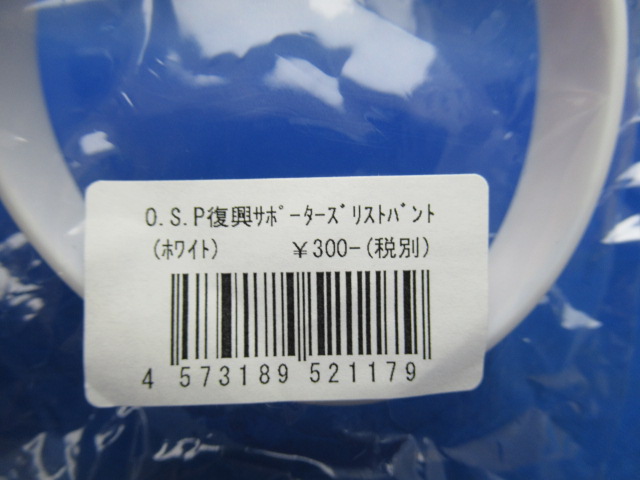 O.S.P復興ｻﾎﾟｰﾀｰｽﾞﾘｽﾄﾊﾞﾝﾄ
(ﾎﾜｲﾄ) ￥300-(税別)
4 573189 521179